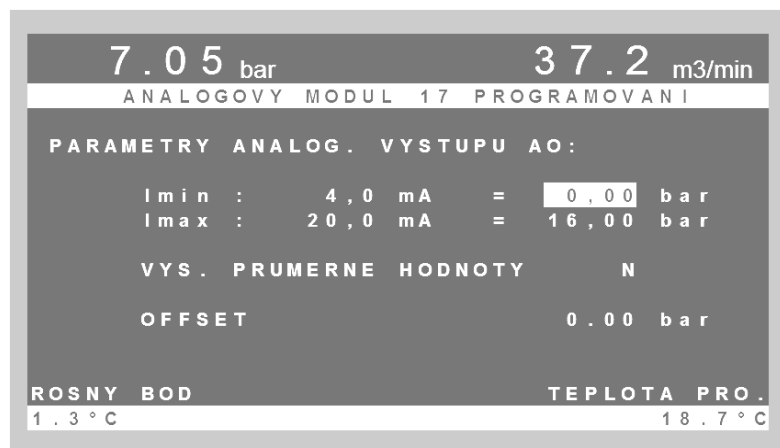 7.05 bar 37.2 m3/min
ANALOGOVY MODUL 17 PROGRAMOVANI
PARAMETRY ANALOG. VYSTUPU AO:
Imin : 4,0 mA = 0,00 bar
Imax : 20,0 mA = 16,00 bar
VYS. PRUMERNE HODNOTY N
OFFSET 0.00 bar
ROSNY BOD TEPLOTA PRO.
1.3°C 18.7°C